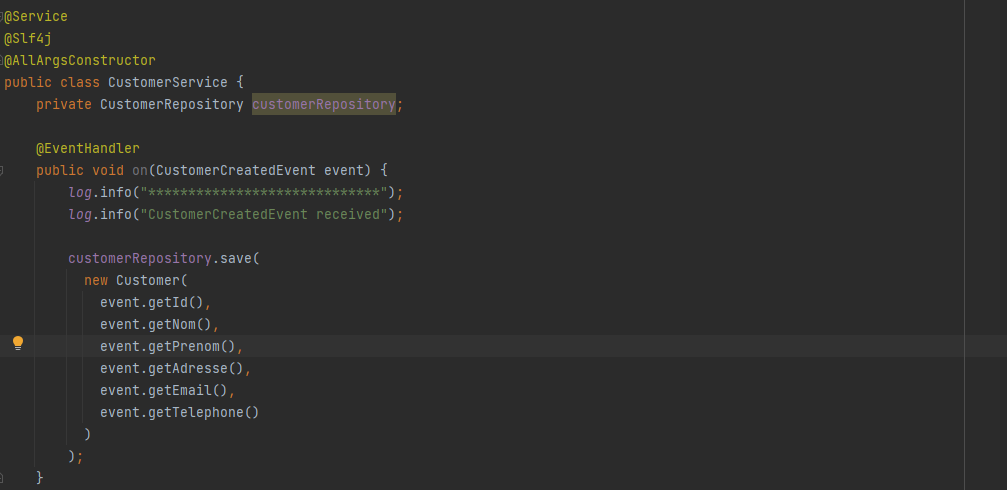 @Service
@Slf4j
@AllArgsConstructor
public class CustomerService {
    private CustomerRepository customerRepository;

    @EventHandler
    public void on(CustomerCreatedEvent event) {
        log.info("*****************************");
        log.info("CustomerCreatedEvent received");

        customerRepository.save(
          new Customer(
            event.getId(),
            event.getNom(),
            event.getPrenom(),
            event.getAdresse(),
            event.getEmail(),
            event.getTelephone()
          )
        );
    }